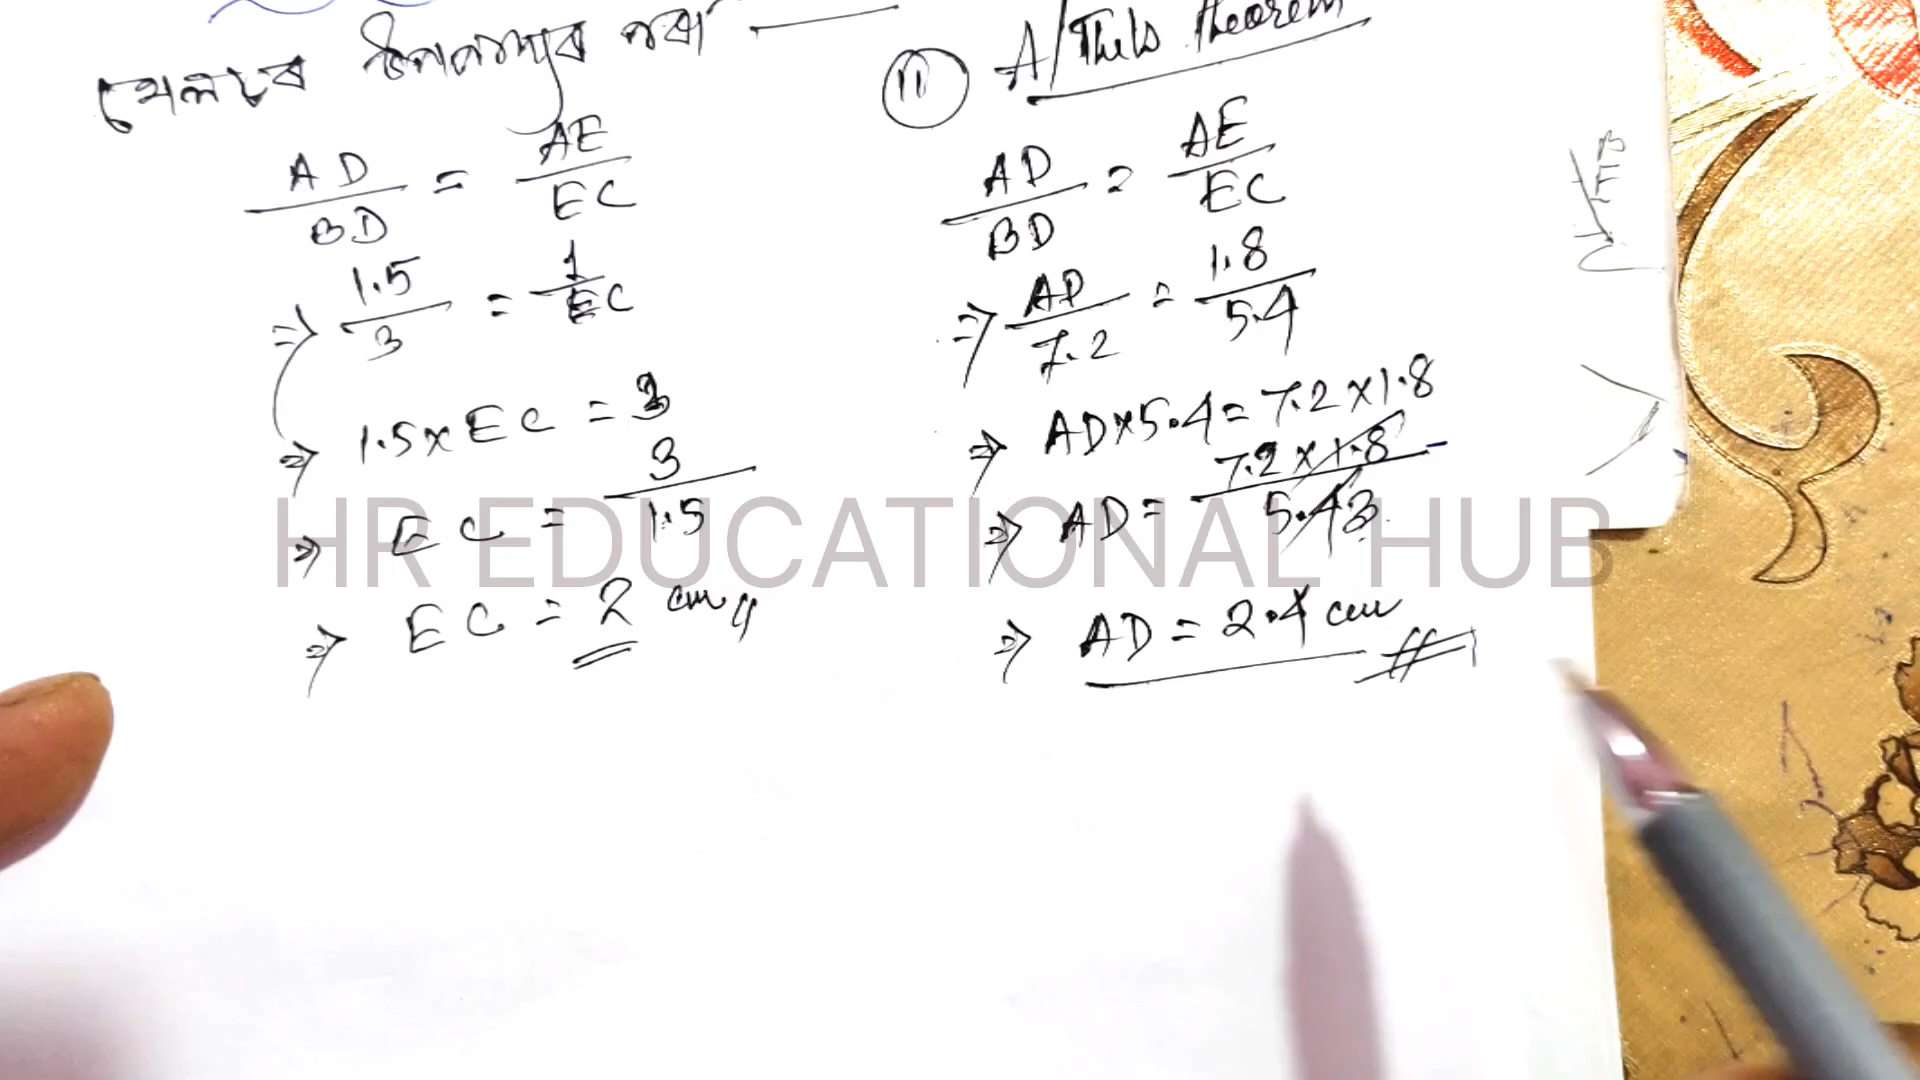 থেলচৰ উপপাদ্যৰ পৰা
AD/BD = AE/EC
⇒ 1.5/3 = 1/EC
⇒ 1.5 x EC = 3
⇒ EC = 3/1.5
⇒ EC = 2 cm
(ii) A/Thels theorem
AD/BD = AE/EC
⇒ AD/7.2 = 1.8/5.4
⇒ AD x 5.4 = 7.2 x 1.8
⇒ AD = 7.2 x 1.8/5.4 3
⇒ AD = 2.4 cm
HR EDUCATIONAL HUB